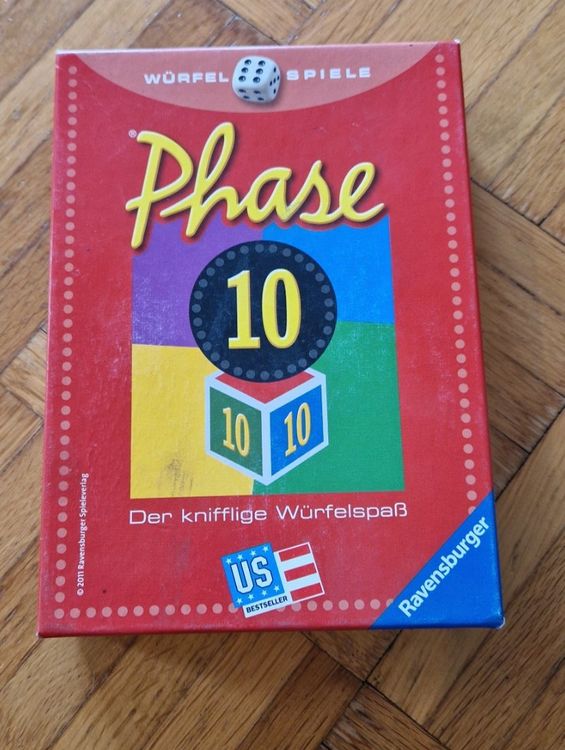 WÜRFEL SPIELE
® Phase
10
10 10
Der knifflige Würfelspaß
US
BESTSELLER
Ravensburger
© 2011 Ravensburger Spieleverlag